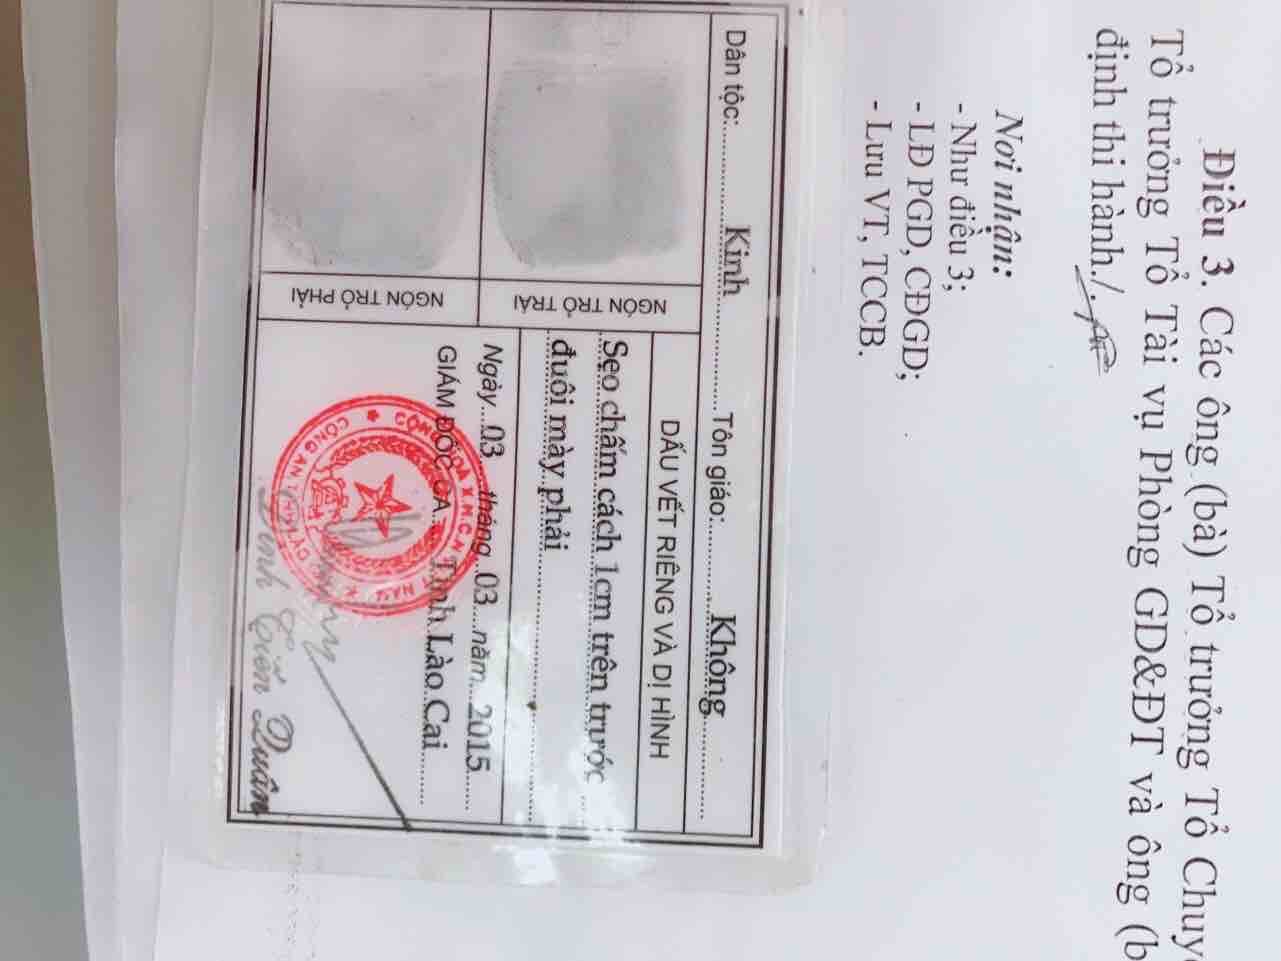 Điều 3. Các ông (bà) Tổ trưởng Tổ Chuy
Tổ trưởng Tổ Tài vụ Phòng GD&ĐT và ông (b
định thi hành./.
Nơi nhận:
- Như điều 3;
- LĐ PGD, CĐGD;
- Lưu VT, TCCB.
Dân tộc: Kinh Tôn giáo: Không
NGÓN TRỎ TRÁI
NGÓN TRỎ PHẢI
DẤU VẾT RIÊNG VÀ DỊ HÌNH
Sẹo chấm cách 1cm trên trước
đuôi mày phải
Ngày 03 tháng 03 năm 2015
GIÁM ĐỐC CA Tỉnh Lào Cai
Đinh Tiến Quân